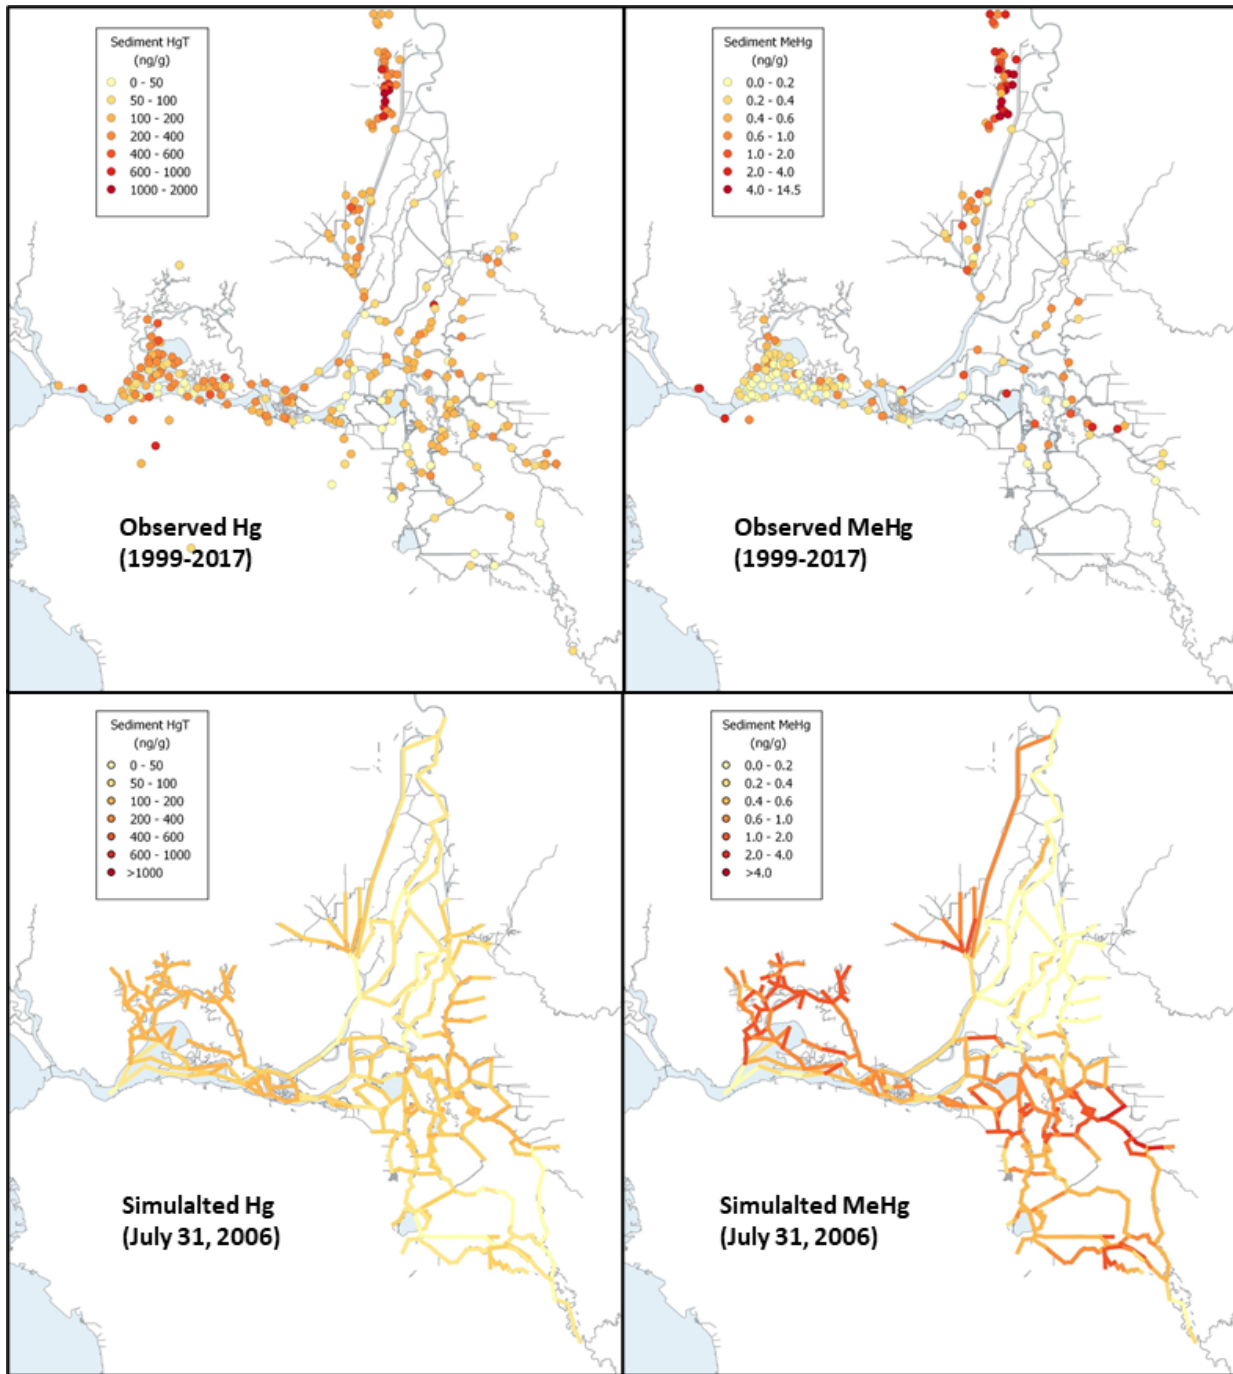 Sediment HgT
(ng/g)
0 - 50
50 - 100
100 - 200
200 - 400
400 - 600
600 - 1000
1000 - 2000
Observed Hg
(1999-2017)
Sediment MeHg
(ng/g)
0.0 - 0.2
0.2 - 0.4
0.4 - 0.6
0.6 - 1.0
1.0 - 2.0
2.0 - 4.0
4.0 - 14.5
Observed MeHg
(1999-2017)
Sediment HgT
(ng/g)
0 - 50
50 - 100
100 - 200
200 - 400
400 - 600
600 - 1000
>1000
Simulalted Hg
(July 31, 2006)
Sediment MeHg
(ng/g)
0.0 - 0.2
0.2 - 0.4
0.4 - 0.6
0.6 - 1.0
1.0 - 2.0
2.0 - 4.0
>4.0
Simulalted MeHg
(July 31, 2006)